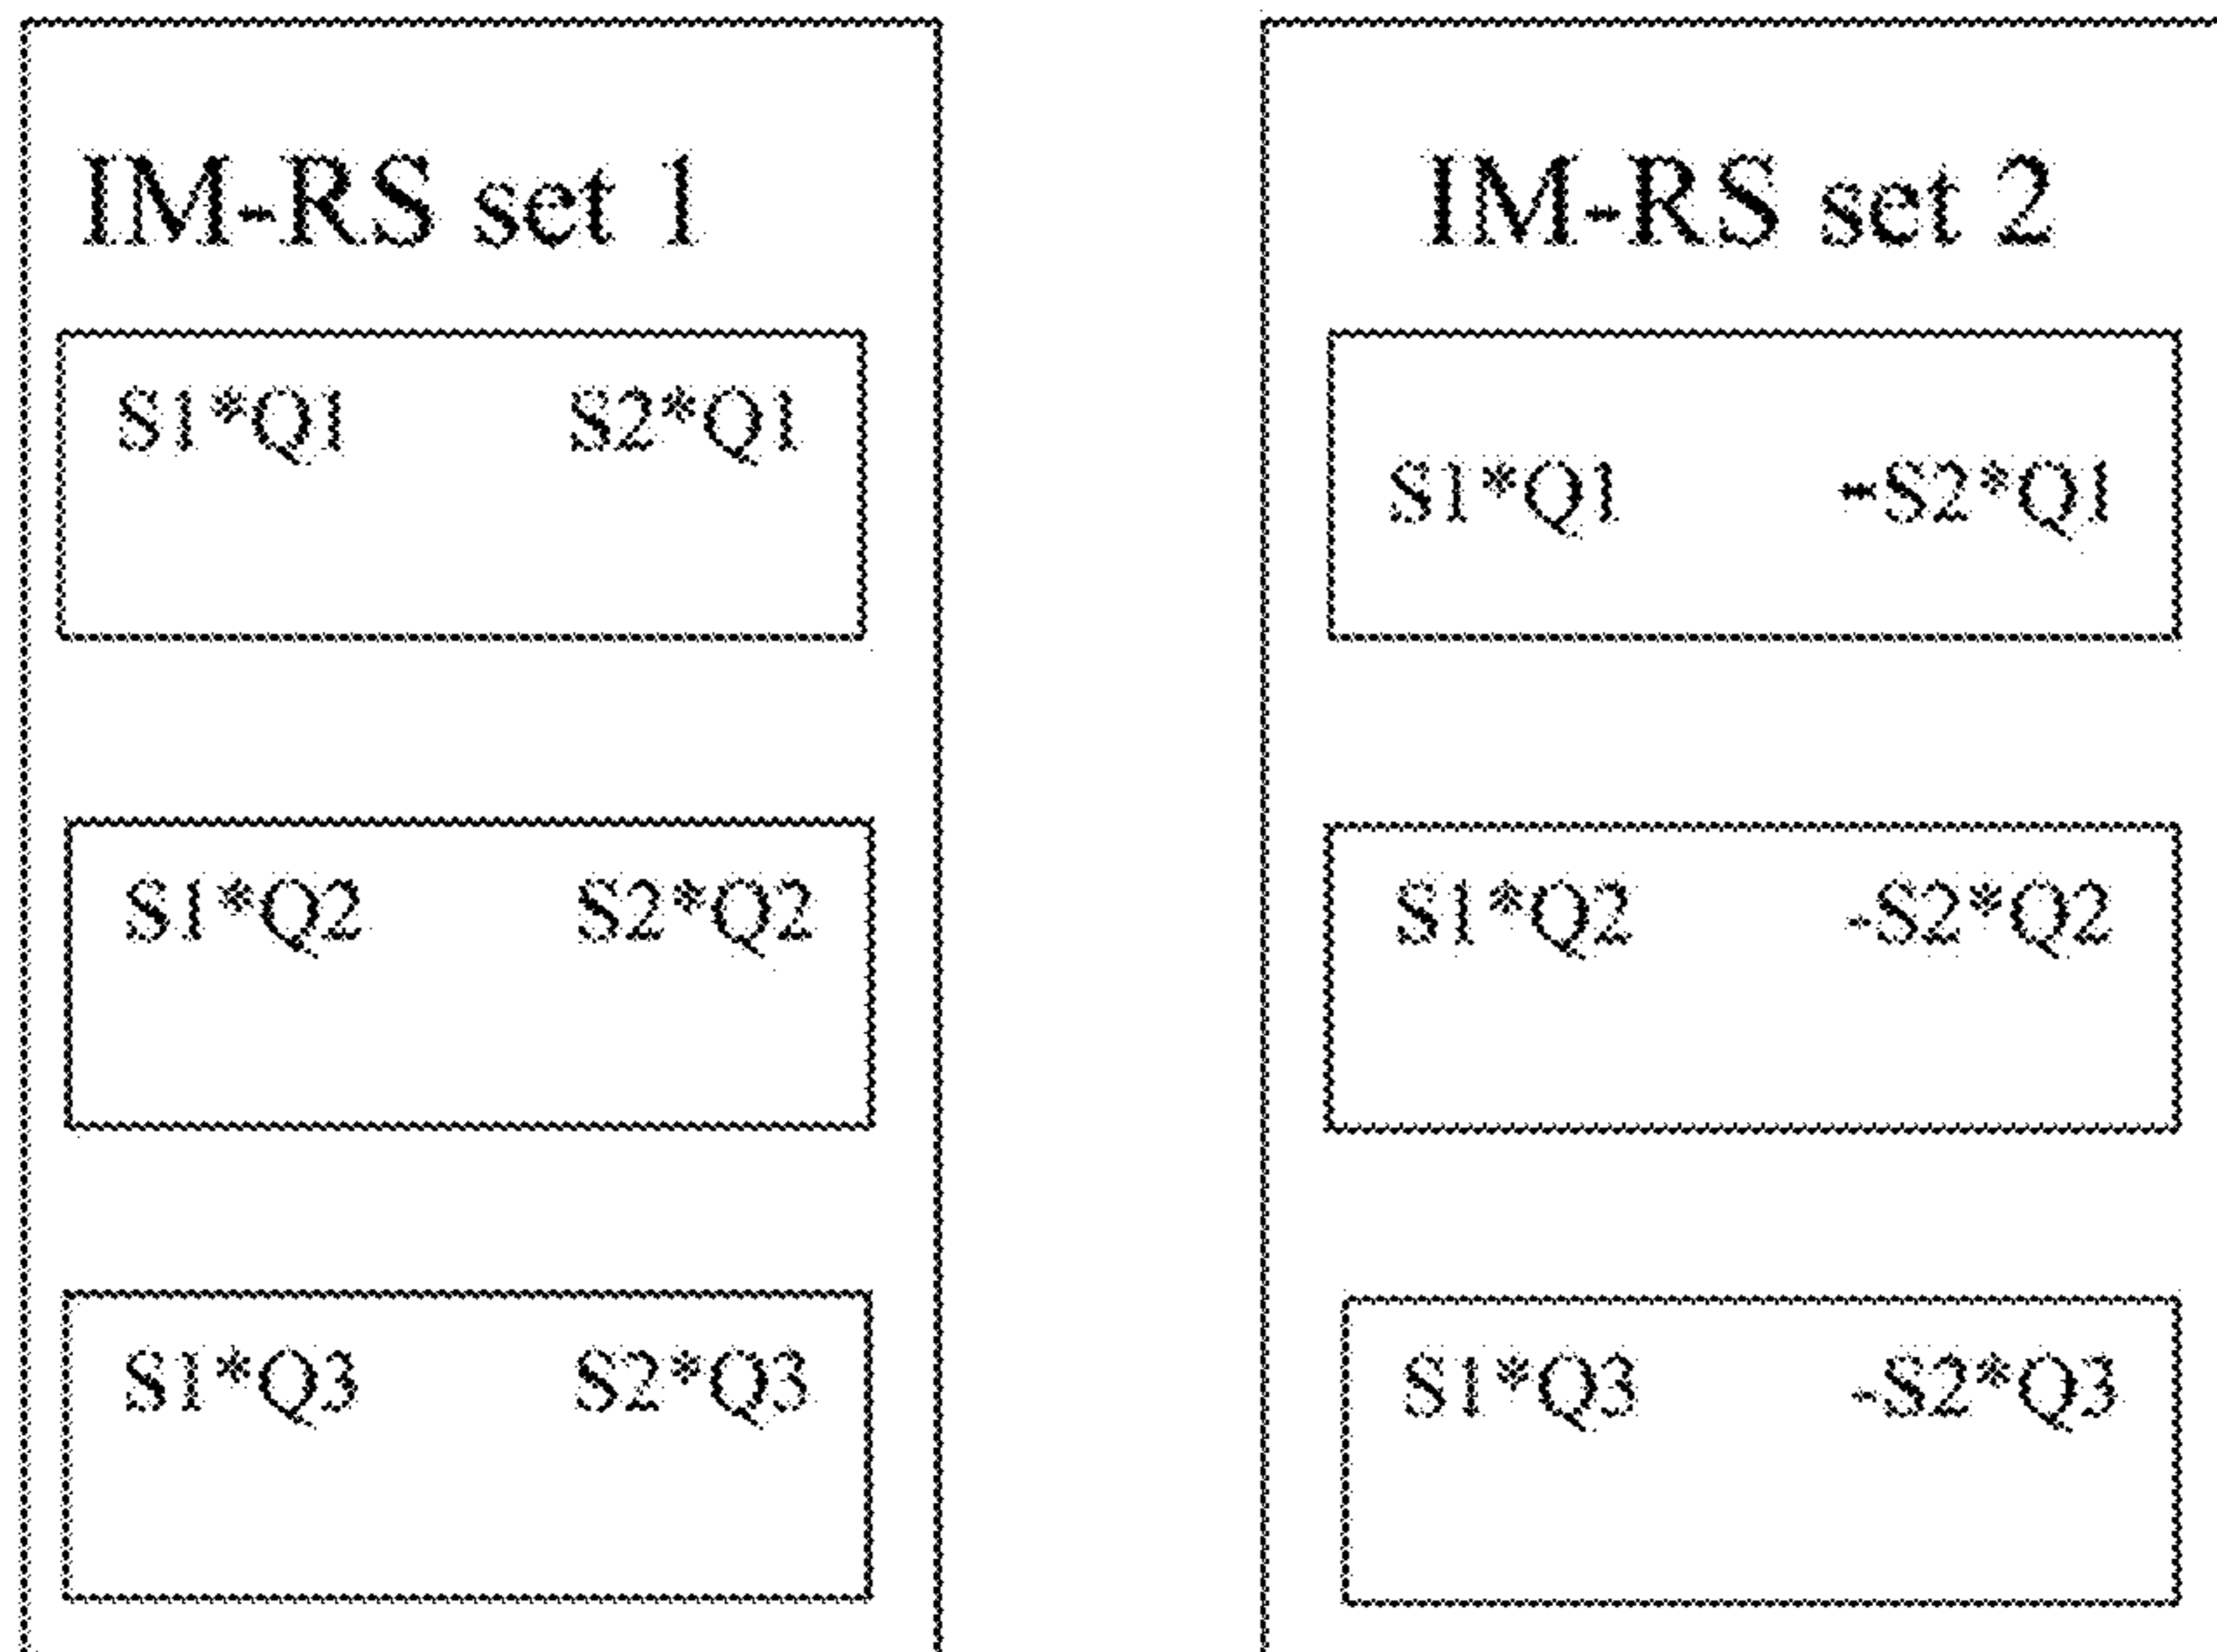 IM-RS set 1
S1*Q1 S2*Q1
S1*Q2 S2*Q2
S1*Q3 S2*Q3
IM-RS set 2
S1*Q1 -S2*Q1
S1*Q2 -S2*Q2
S1*Q3 -S2*Q3